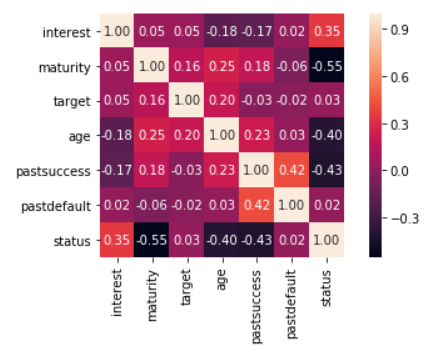 interest 1.00 0.05 0.05 -0.18 -0.17 0.02 0.35
maturity 0.05 1.00 0.16 0.25 0.18 -0.06 -0.55
target 0.05 0.16 1.00 0.20 -0.03 -0.02 0.03
age -0.18 0.25 0.20 1.00 0.23 0.03 -0.40
pastsuccess -0.17 0.18 -0.03 0.23 1.00 0.42 -0.43
pastdefault 0.02 -0.06 -0.02 0.03 0.42 1.00 0.02
status 0.35 -0.55 0.03 -0.40 -0.43 0.02 1.00
interest
maturity
target
age
pastsuccess
pastdefault
status
0.9
0.6
0.3
0.0
−0.3